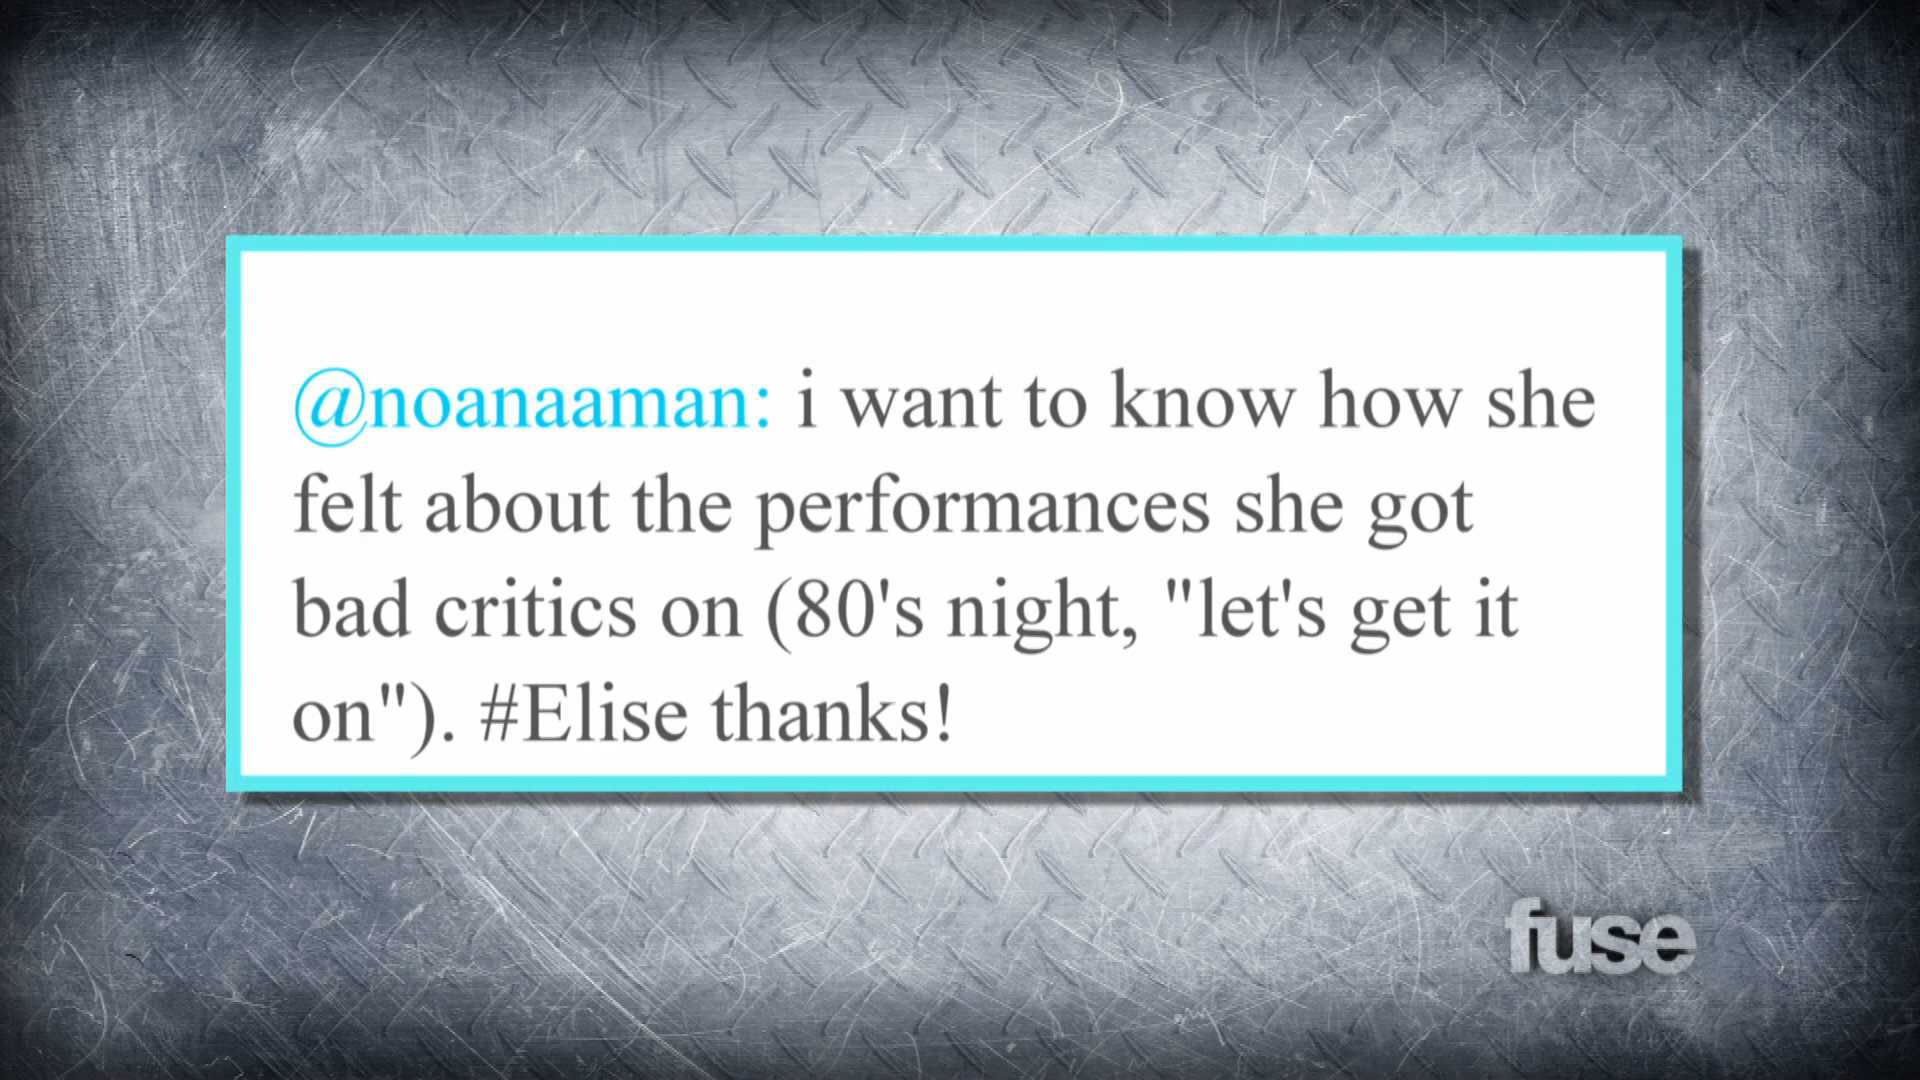 @noanaaman: i want to know how she
felt about the performances she got
bad critics on (80's night, "let's get it
on"). #Elise thanks!
fuse